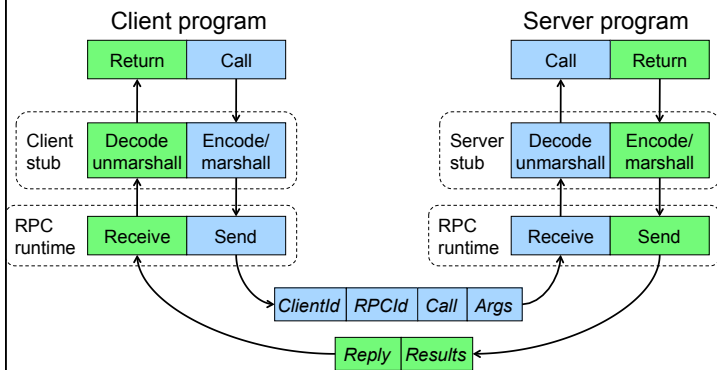 Client program
Server program
Return Call
Call Return
Client stub
Decode unmarshall
Encode/ marshall
Server stub
Decode unmarshall
Encode/ marshall
RPC runtime
Receive Send
RPC runtime
Receive Send
ClientId RPCId Call Args
Reply Results